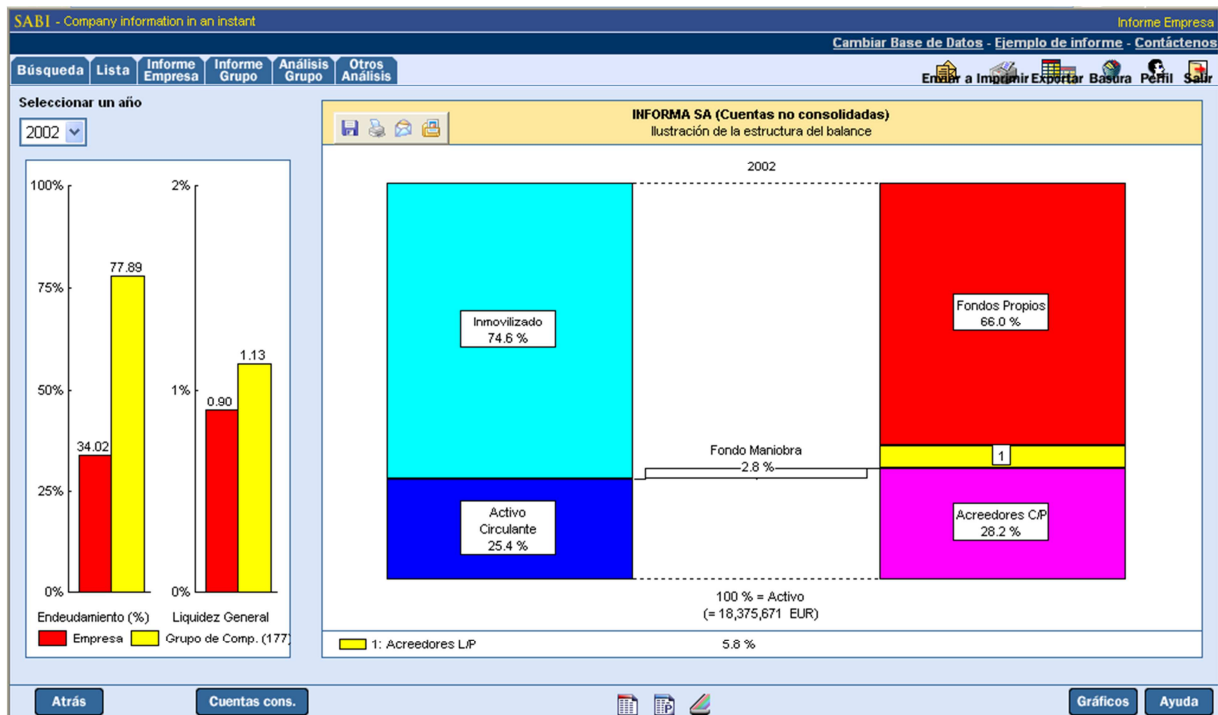 SABI - Company information in an instant
Informe Empresa
Cambiar Base de Datos - Ejemplo de informe - Contáctenos
Búsqueda
Lista
Informe
Empresa
Informe
Grupo
Análisis
Grupo
Otros
Análisis
Enviar a
Imprimir
Exportar
Basura
Perfil
Salir
Seleccionar un año
2002
100%
75%
50%
25%
0%
77.89
34.02
Endeudamiento (%)
2%
1%
0%
1.13
0.90
Liquidez General
Empresa
Grupo de Comp. (177)
INFORMA SA (Cuentas no consolidadas)
Ilustración de la estructura del balance
2002
Inmovilizado
74.6 %
Fondos Propios
66.0 %
Fondo Maniobra
2.8 %
1
Activo
Circulante
25.4 %
Acreedores C/P
28.2 %
100 % = Activo
(= 18,375,671 EUR)
1: Acreedores L/P 5.8 %
Atrás
Cuentas cons.
P
Gráficos
Ayuda